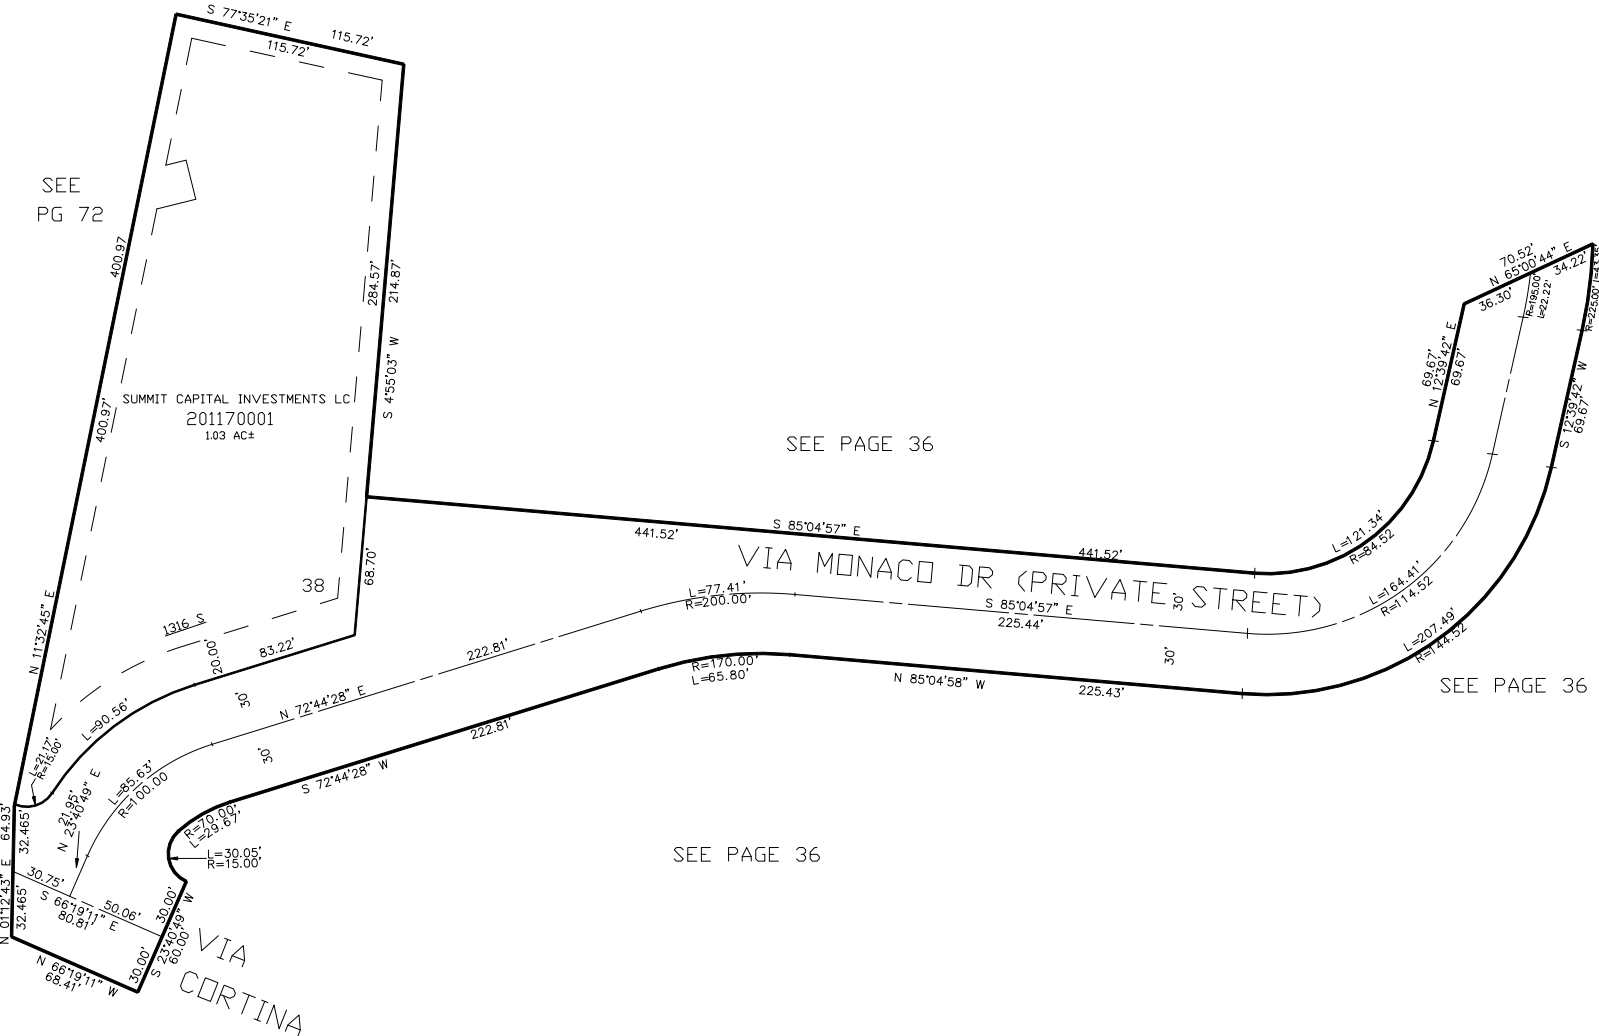 S 77°35'21" E
115.72'
115.72'
SEE
PG 72
400.97
400.97'
N 11°32'45" E
284.57'
214.87'
S 4°55'03" W
SUMMIT CAPITAL INVESTMENTS LC
201170001
1.03 AC±
38
68.70'
1316 S
20.00'
83.22'
L=90.56'
L=21.17'
R=15.00'
30'
30'
L=85.63'
R=100.00
21.95'
N 23°40'49" E
64.93'
N 01°12'43" E
32.465'
32.465'
30.75'
S 66°19'11" E
80.81'
50.06'
N 66°19'11" W
68.41'
30.00'
30.00'
S 23°40'49" W
60.00'
VIA
CORTINA
R=70.00'
L=29.67'
L=30.05'
R=15.00'
N 72°44'28" E
222.81'
S 72°44'28" W
222.81'
L=77.41'
R=200.00'
R=170.00'
L=65.80'
SEE PAGE 36
441.52'
S 85°04'57" E
441.52'
VIA MONACO DR (PRIVATE STREET)
S 85°04'57" E
225.44'
30'
30'
N 85°04'58" W
225.43'
SEE PAGE 36
L=121.34'
R=84.52
L=164.41'
R=114.52
L=207.49'
R=144.52
SEE PAGE 36
69.67'
N 12°39'42" E
69.67'
70.52'
N 65°00'44" E
36.30'
34.22'
R=195.00'
L=22.22'
R=225.00'
S 12°39'42" W
69.67'